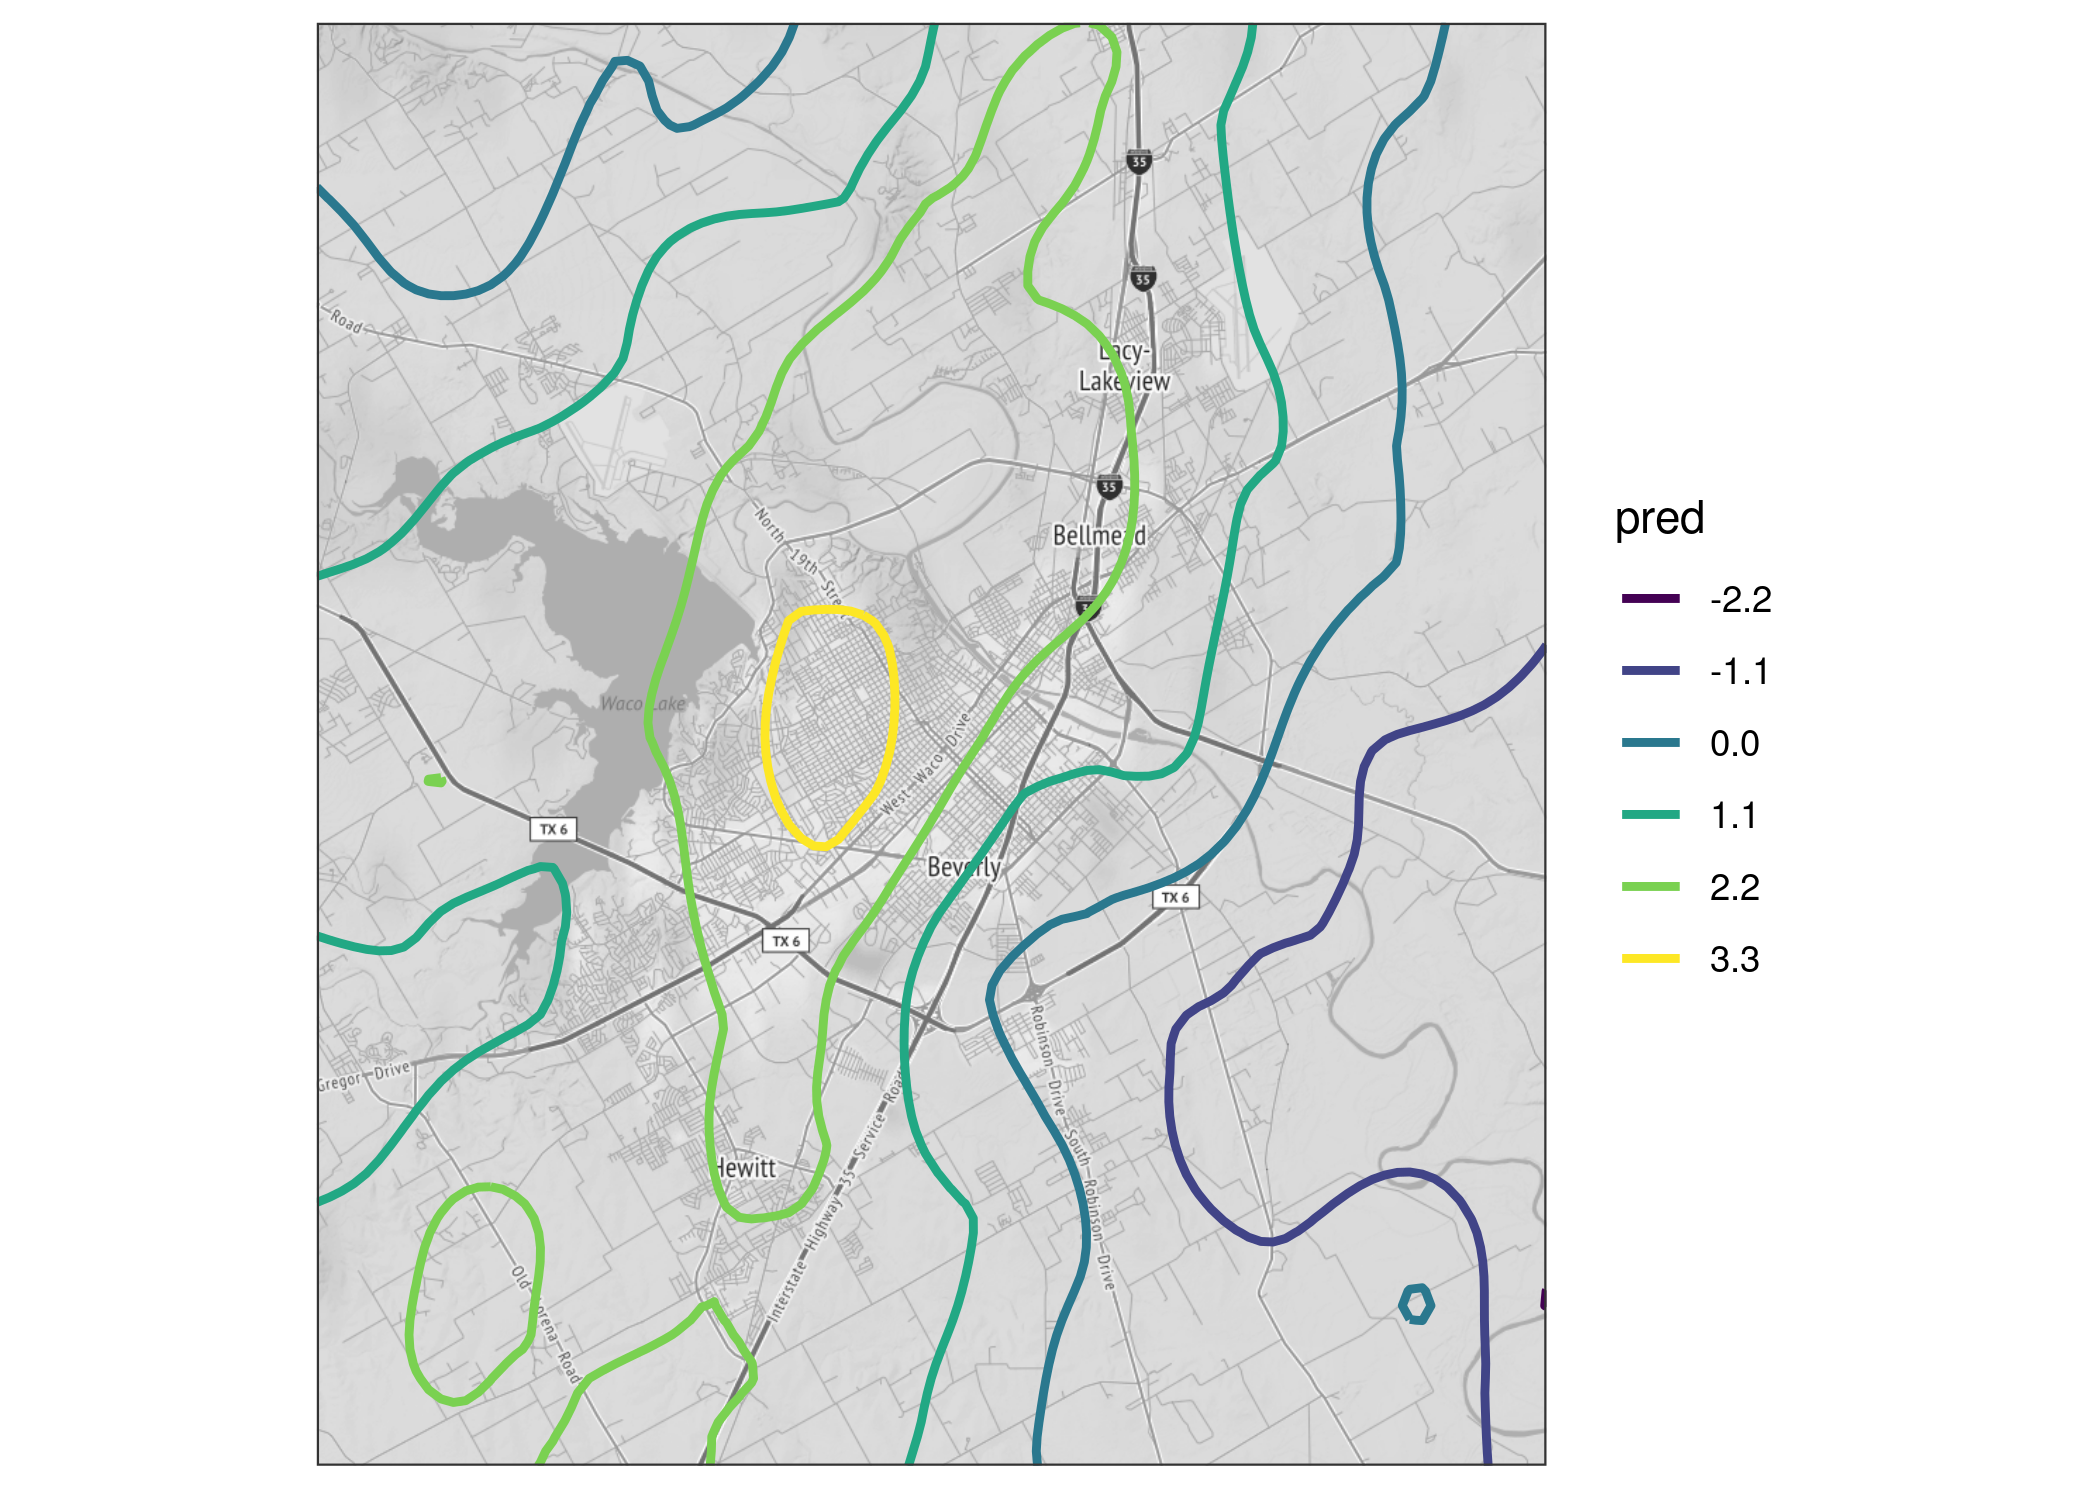 35
35
Road
Lacy-
Lakeview
35
North 19th Stre
Bellmead
Waco Lake
West Waco Drive
TX 6
Beverly
TX 6
TX 6
Gregor Drive
Robinson Drive
South Robinson Drive
Hewitt
Interstate Highway 35 Service Road
Old Lorena Road
pred
-2.2
-1.1
0.0
1.1
2.2
3.3